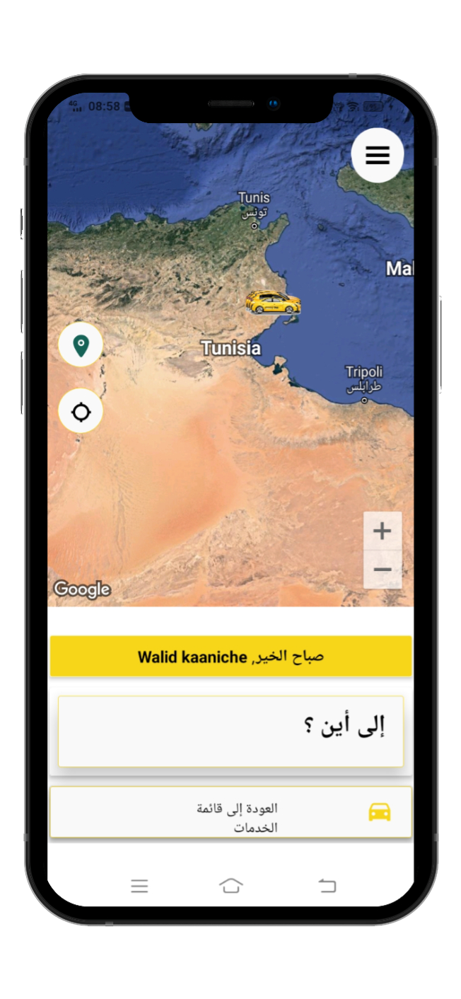 4G 08:58
Tunis
تونس
Mal
Tunisia
Tripoli
طرابلس
Google
صباح الخير, Walid kaaniche
إلى أين ؟
العودة إلى قائمة
الخدمات